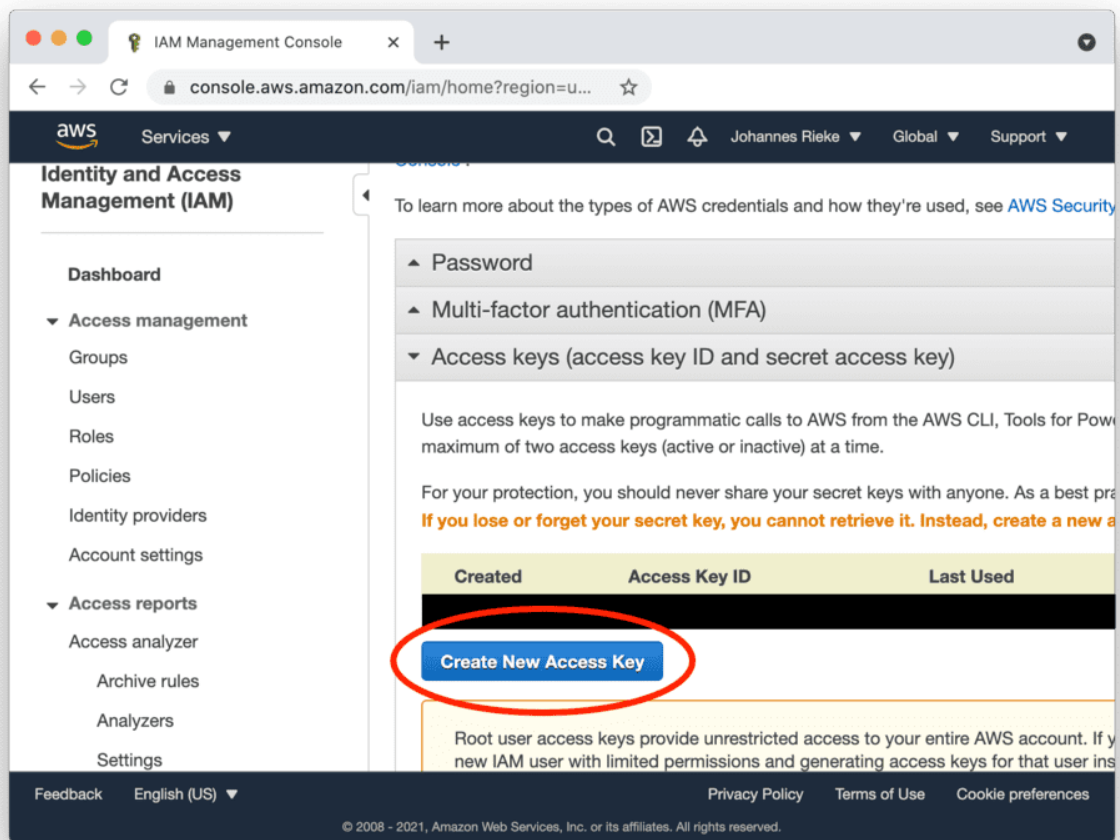 IAM Management Console
console.aws.amazon.com/iam/home?region=u...
aws
Services
Johannes Rieke
Global
Support
Identity and Access
Management (IAM)
Dashboard
Access management
Groups
Users
Roles
Policies
Identity providers
Account settings
Access reports
Access analyzer
Archive rules
Analyzers
Settings
To learn more about the types of AWS credentials and how they're used, see AWS Security
Password
Multi-factor authentication (MFA)
Access keys (access key ID and secret access key)
Use access keys to make programmatic calls to AWS from the AWS CLI, Tools for
maximum of two access keys (active or inactive) at a time.
For your protection, you should never share your secret keys with anyone. As a best
If you lose or forget your secret key, you cannot retrieve it. Instead, create a new
Created Access Key ID Last Used
Create New Access Key
Root user access keys provide unrestricted access to your entire AWS account. If
new IAM user with limited permissions and generating access keys for that user
Feedback
English (US)
Privacy Policy
Terms of Use
Cookie preferences
© 2008 - 2021, Amazon Web Services, Inc. or its affiliates. All rights reserved.